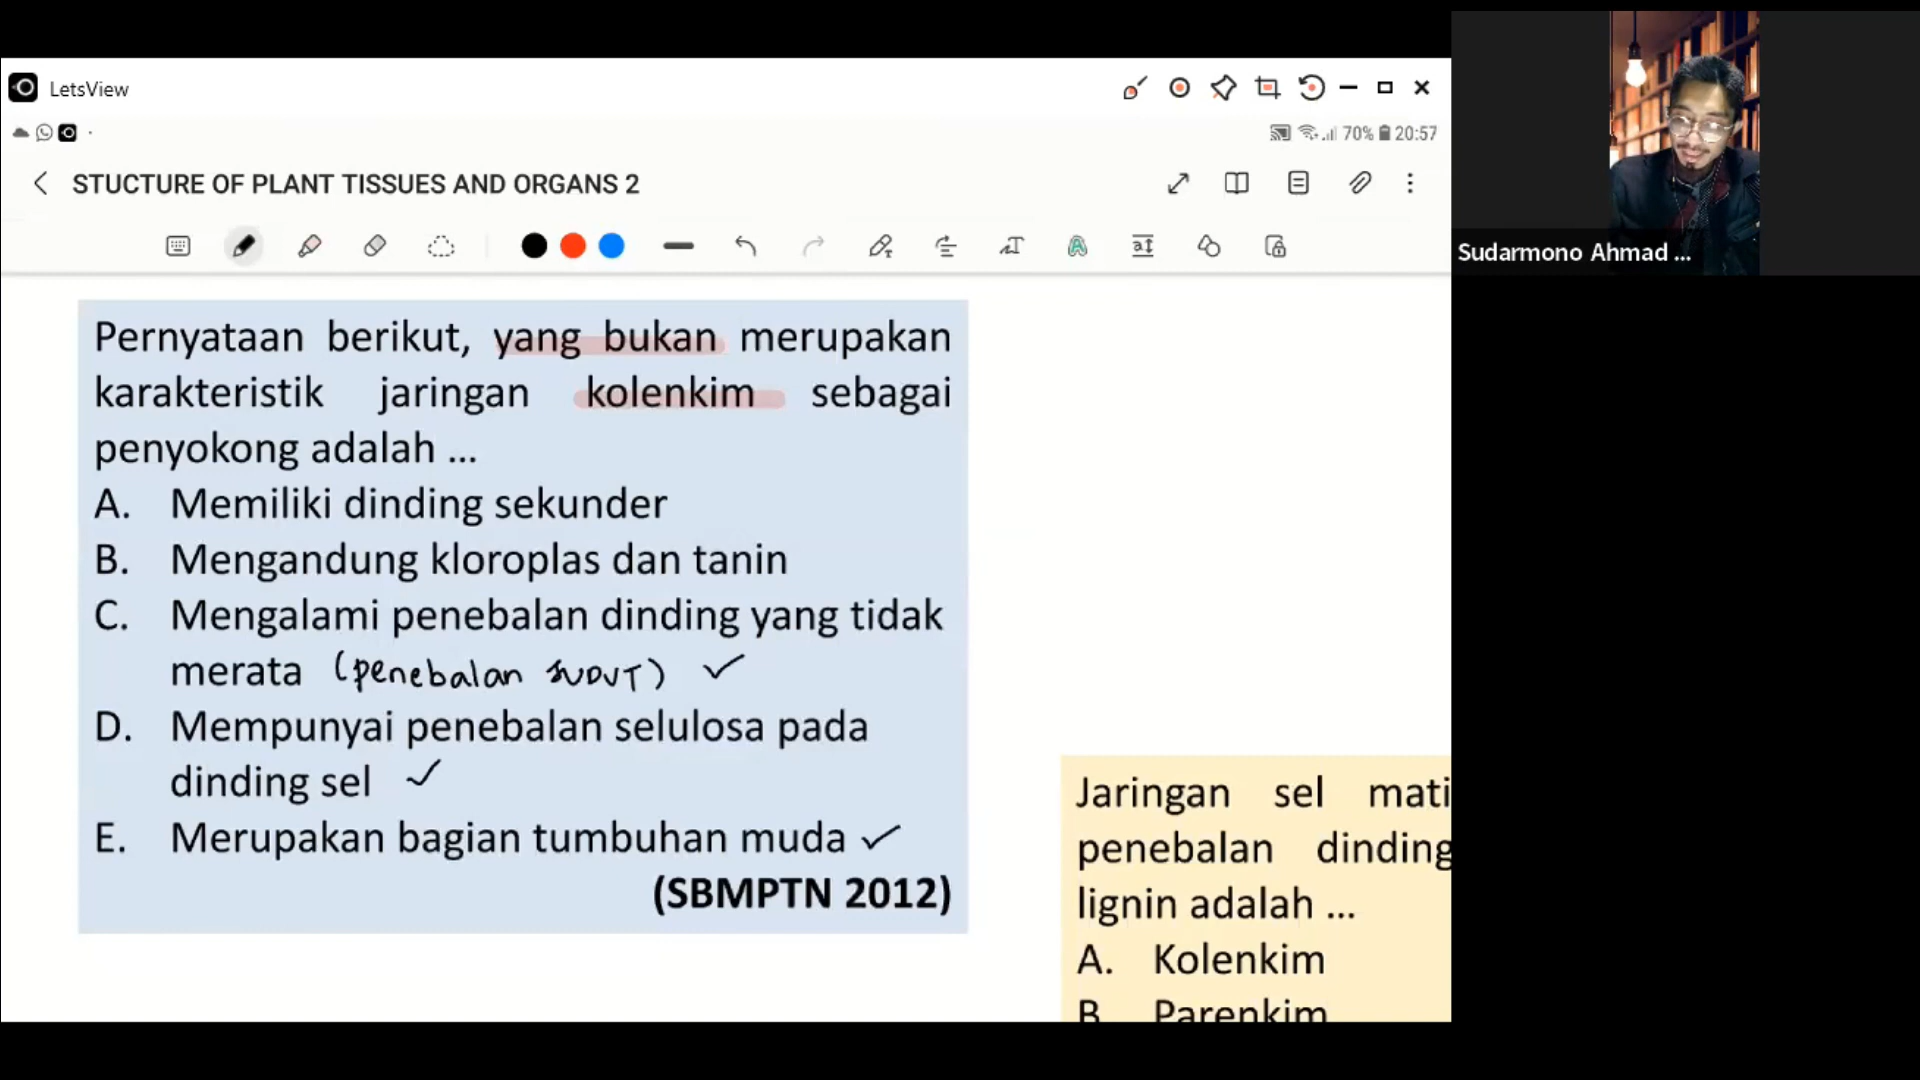 LetsView
70% 20:57
STUCTURE OF PLANT TISSUES AND ORGANS 2
Sudarmono Ahmad ...
Pernyataan berikut, yang bukan merupakan
karakteristik jaringan kolenkim sebagai
penyokong adalah ...
A. Memiliki dinding sekunder
B. Mengandung kloroplas dan tanin
C. Mengalami penebalan dinding yang tidak
merata (penebalan SUDUT) ✓
D. Mempunyai penebalan selulosa pada
dinding sel ✓
E. Merupakan bagian tumbuhan muda ✓
(SBMPTN 2012)
Jaringan sel mati
penebalan dinding
lignin adalah ...
A. Kolenkim
B Parenkim